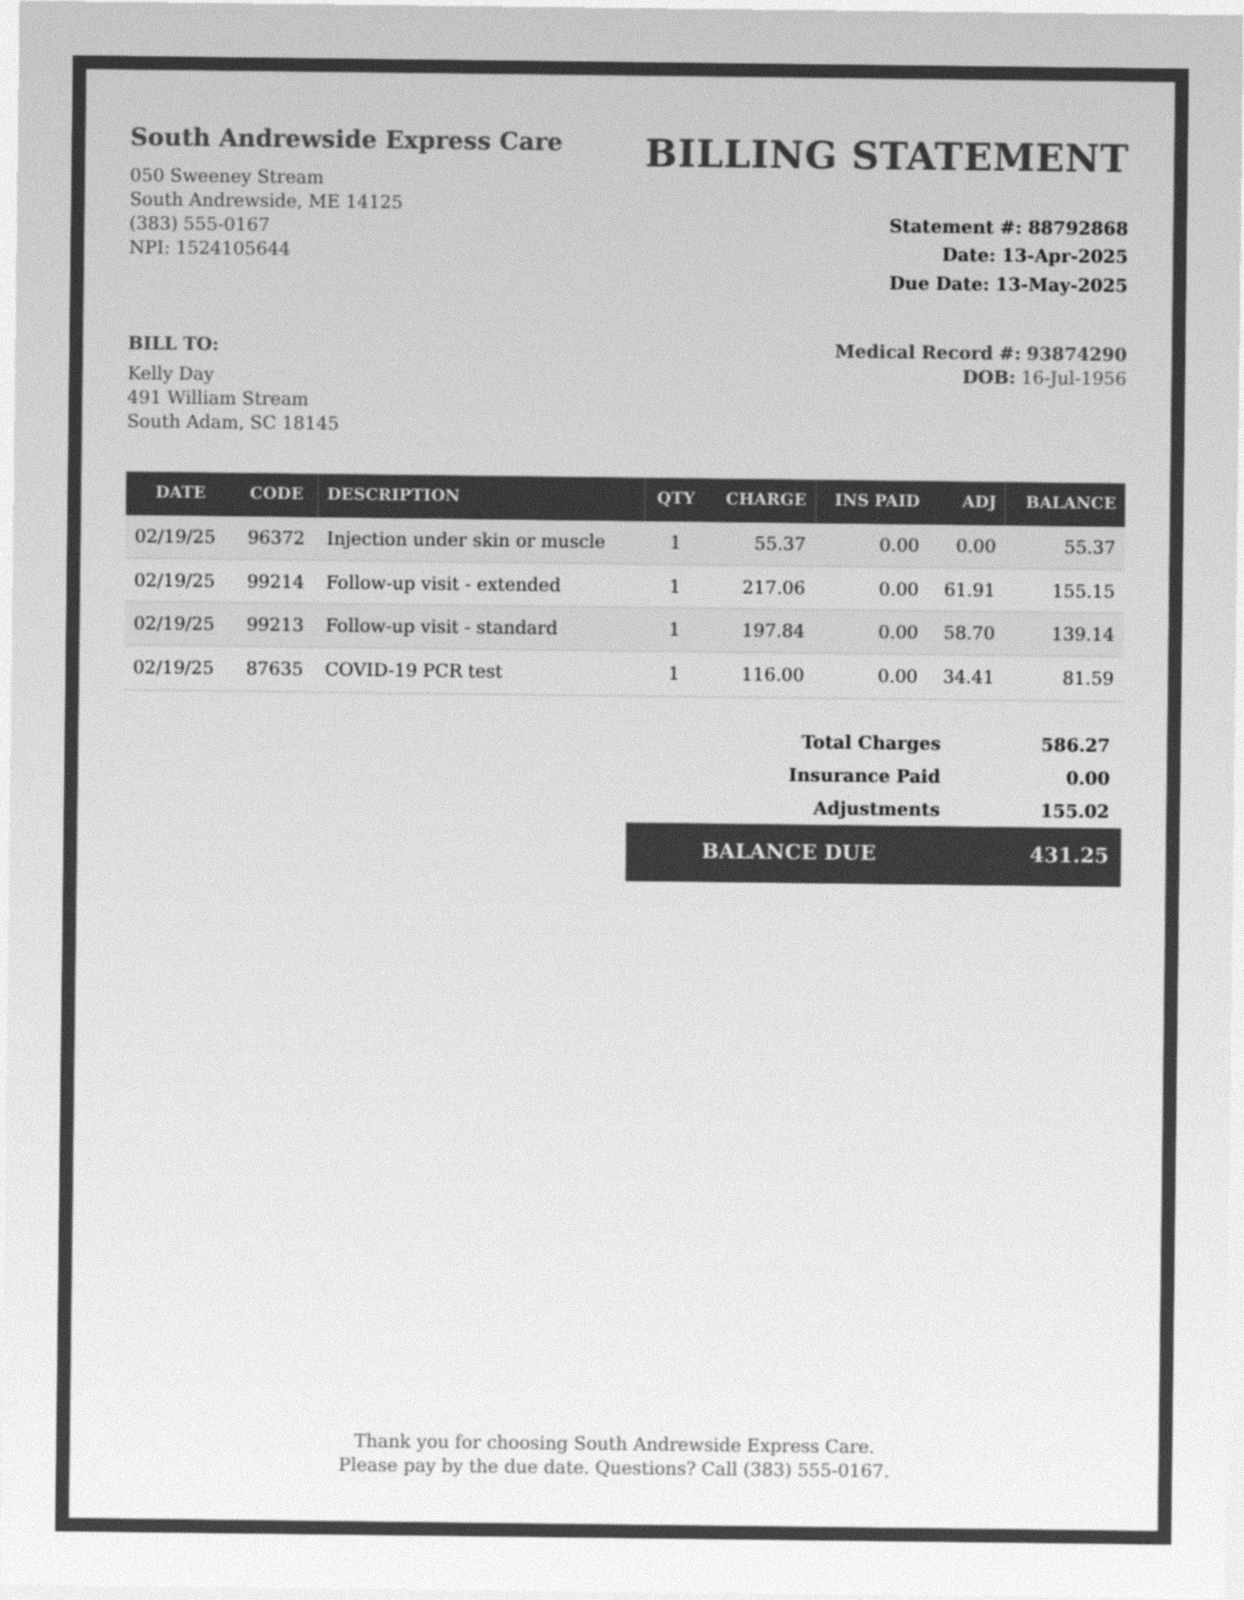 South Andrewside Express Care
050 Sweeney Stream
South Andrewside, ME 14125
(383) 555-0167
NPI: 1524105644
BILLING STATEMENT
Statement #: 88792868
Date: 13-Apr-2025
Due Date: 13-May-2025
BILL TO:
Kelly Day
491 William Stream
South Adam, SC 18145
Medical Record #: 93874290
DOB: 16-Jul-1956
DATE CODE DESCRIPTION QTY CHARGE INS PAID ADJ BALANCE
02/19/25 96372 Injection under skin or muscle 1 55.37 0.00 0.00 55.37
02/19/25 99214 Follow-up visit - extended 1 217.06 0.00 61.91 155.15
02/19/25 99213 Follow-up visit - standard 1 197.84 0.00 58.70 139.14
02/19/25 87635 COVID-19 PCR test 1 116.00 0.00 34.41 81.59
Total Charges 586.27
Insurance Paid 0.00
Adjustments 155.02
BALANCE DUE 431.25
Thank you for choosing South Andrewside Express Care.
Please pay by the due date. Questions? Call (383) 555-0167.